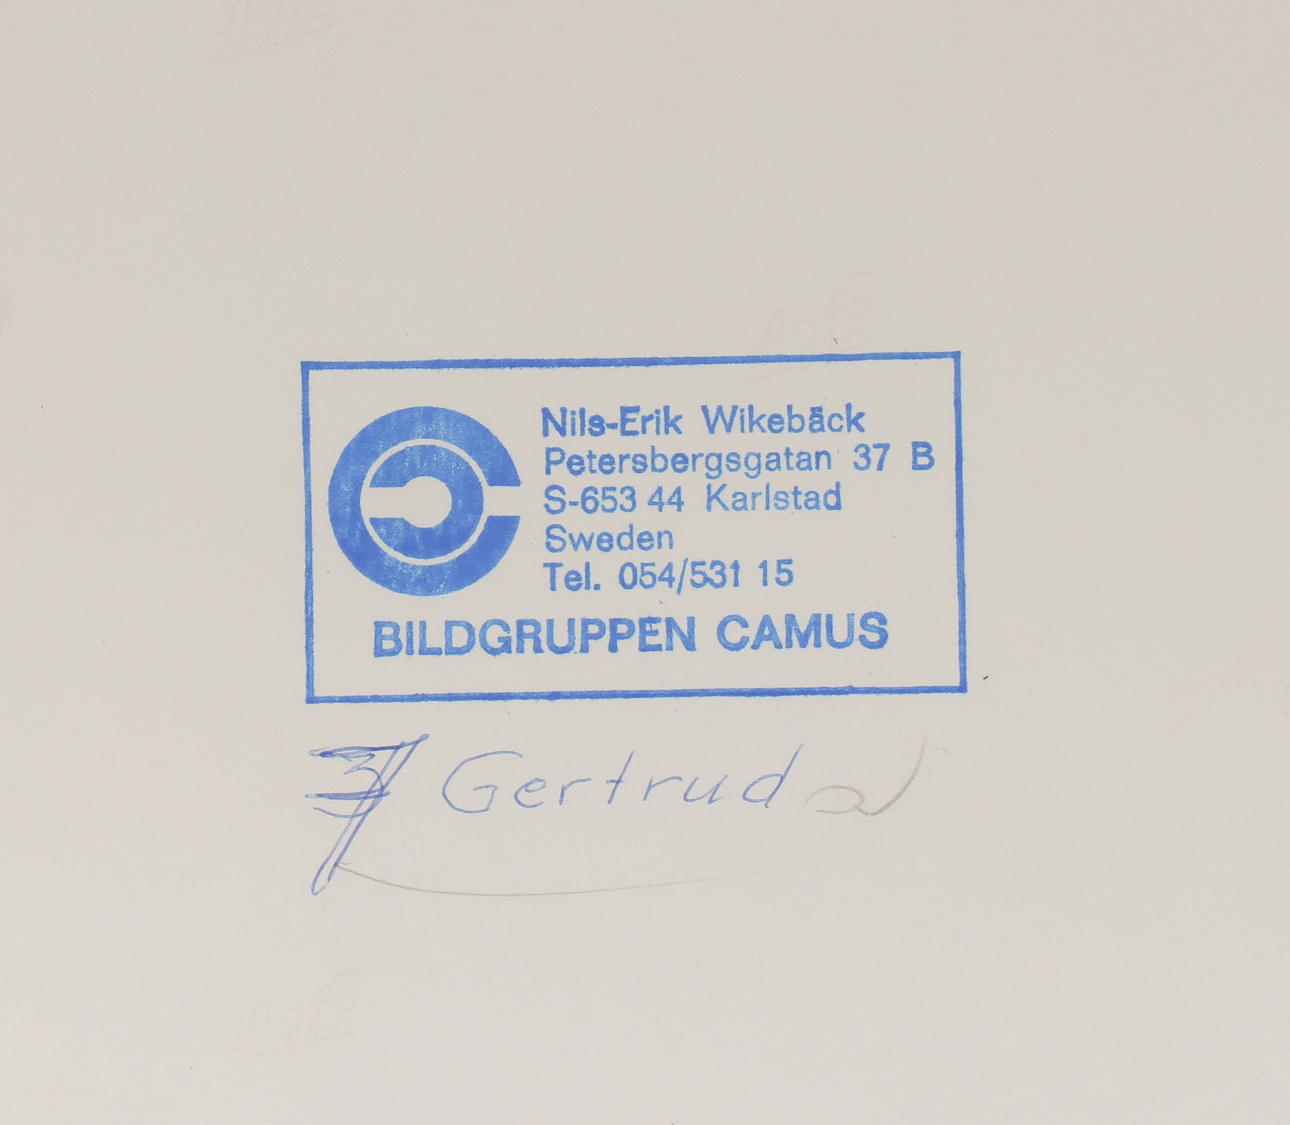 Nils-Erik Wikebäck
Petersbergsgatan 37 B
S-653 44 Karlstad
Sweden
Tel. 054/531 15
BILDGRUPPEN CAMUS
Gertrud